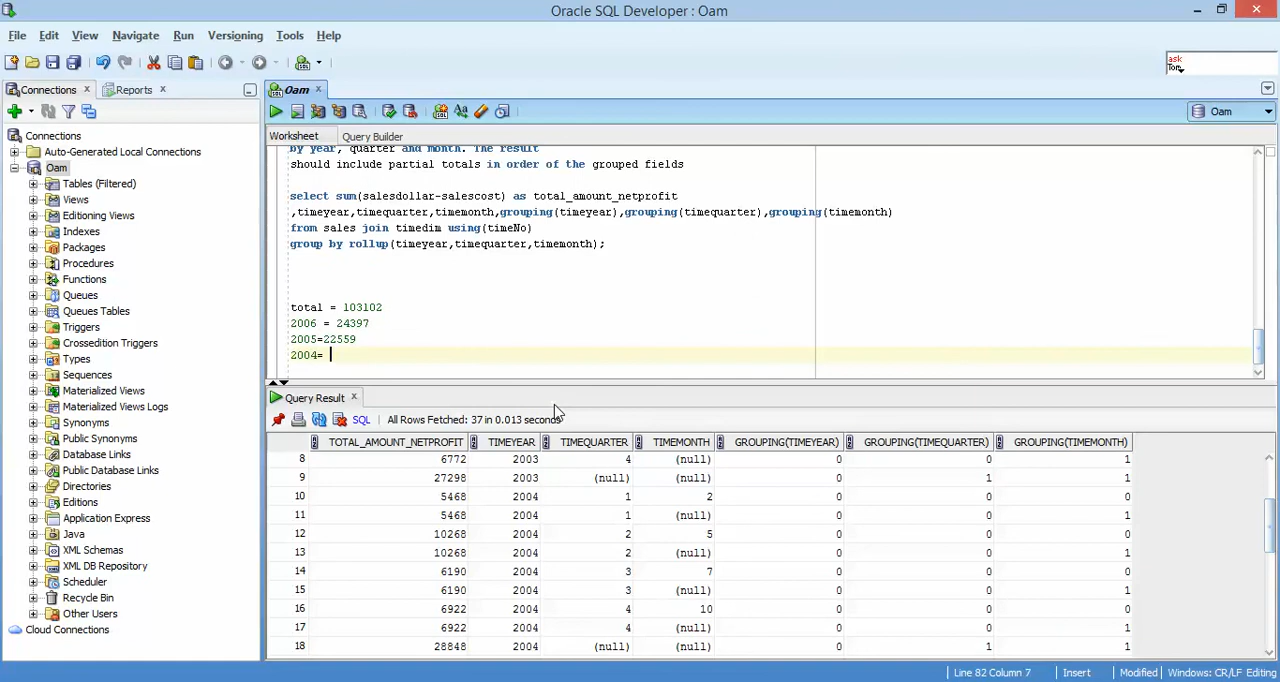 Oracle SQL Developer : Oam
File Edit View Navigate Run Versioning Tools Help
ask
Tom
Connections Reports
Oam
Oam
Worksheet Query Builder
Connections
Auto-Generated Local Connections
Oam
Tables (Filtered)
Views
Editioning Views
Indexes
Packages
Procedures
Functions
Queues
Queues Tables
Triggers
Crossedition Triggers
Types
Sequences
Materialized Views
Materialized Views Logs
Synonyms
Public Synonyms
Database Links
Public Database Links
Directories
Editions
Application Express
Java
XML Schemas
XML DB Repository
Scheduler
Recycle Bin
Other Users
Cloud Connections
by year, quarter and month. The result
should include partial totals in order of the grouped fields
select sum(salesdollar-salescost) as total_amount_netprofit
,timeyear,timequarter,timemonth,grouping(timeyear),grouping(timequarter),grouping(timemonth)
from sales join timedim using(timeNo)
group by rollup(timeyear,timequarter,timemonth);
total = 103102
2006 = 24397
2005=22559
2004=
Query Result
SQL All Rows Fetched: 37 in 0.013 seconds
TOTAL_AMOUNT_NETPROFIT TIMEYEAR TIMEQUARTER TIMEMONTH GROUPING(TIMEYEAR) GROUPING(TIMEQUARTER) GROUPING(TIMEMONTH)
8 6772 2003 4 (null) 0 0 1
9 27298 2003 (null) (null) 0 1 1
10 5468 2004 1 2 0 0 0
11 5468 2004 1 (null) 0 0 1
12 10268 2004 2 5 0 0 0
13 10268 2004 2 (null) 0 0 1
14 6190 2004 3 7 0 0 0
15 6190 2004 3 (null) 0 0 1
16 6922 2004 4 10 0 0 0
17 6922 2004 4 (null) 0 0 1
18 28848 2004 (null) (null) 0 1 1
Line 82 Column 7 Insert Modified Windows: CR/LF Editing